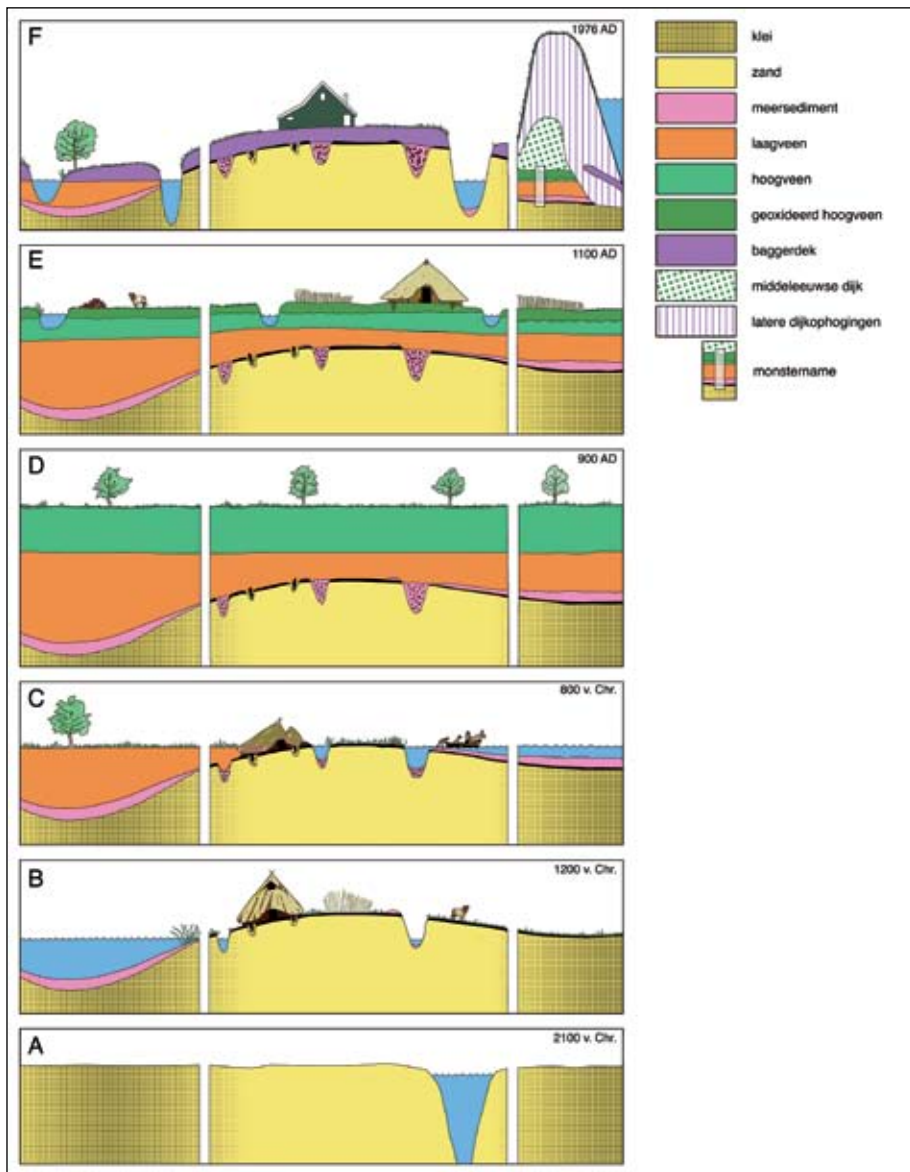 F
1976 AD
E
1100 AD
D
900 AD
C
800 v. Chr.
B
1200 v. Chr.
A
2100 v. Chr.
klei
zand
meersediment
laagveen
hoogveen
geoxideerd hoogveen
baggerdek
middeleeuwse dijk
latere dijkophogingen
monstername